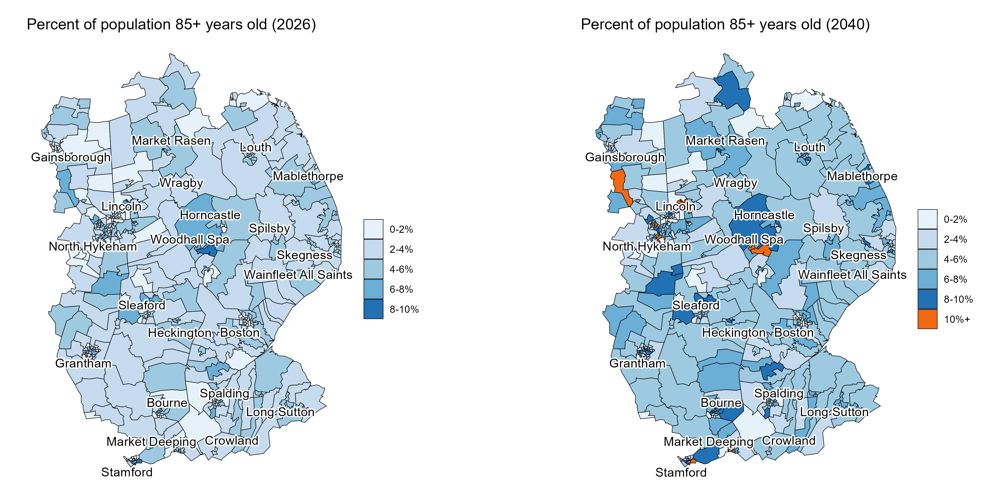 Percent of population 85+ years old (2026)
Market Rasen
Louth
Gainsborough
Mablethorpe
Wragby
Lincoln
Horncastle
Spilsby
Woodhall Spa
North Hykeham
Skegness
Wainfleet All Saints
Sleaford
Heckington
Boston
Grantham
Spalding
Bourne
Long Sutton
Market Deeping
Crowland
Stamford
0-2%
2-4%
4-6%
6-8%
8-10%
Percent of population 85+ years old (2040)
Market Rasen
Louth
Gainsborough
Mablethorpe
Wragby
Lincoln
Horncastle
Spilsby
Woodhall Spa
North Hykeham
Skegness
Wainfleet All Saints
Sleaford
Heckington
Boston
Grantham
Spalding
Bourne
Long Sutton
Market Deeping
Crowland
Stamford
0-2%
2-4%
4-6%
6-8%
8-10%
10%+